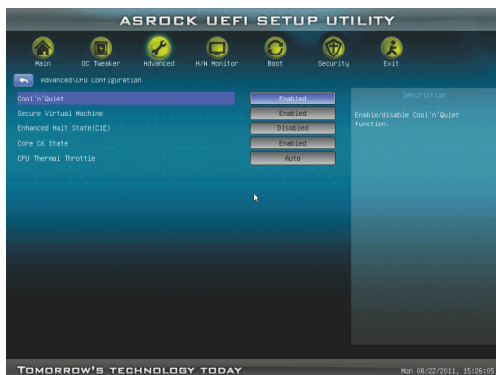 ASROCK UEFI SETUP UTILITY
Main OC Tweaker Advanced H/W Monitor Boot Security Exit
Advanced\CPU Configuration
Description
Cool'n'Quiet Enabled
Secure Virtual Machine Enabled
Enhanced Halt State(C1E) Disabled
Core C6 State Enabled
CPU Thermal Throttle Auto
Enable/disable Cool'n'Quiet
function.
TOMORROW'S TECHNOLOGY TODAY
Mon 08/22/2011, 15:26:05